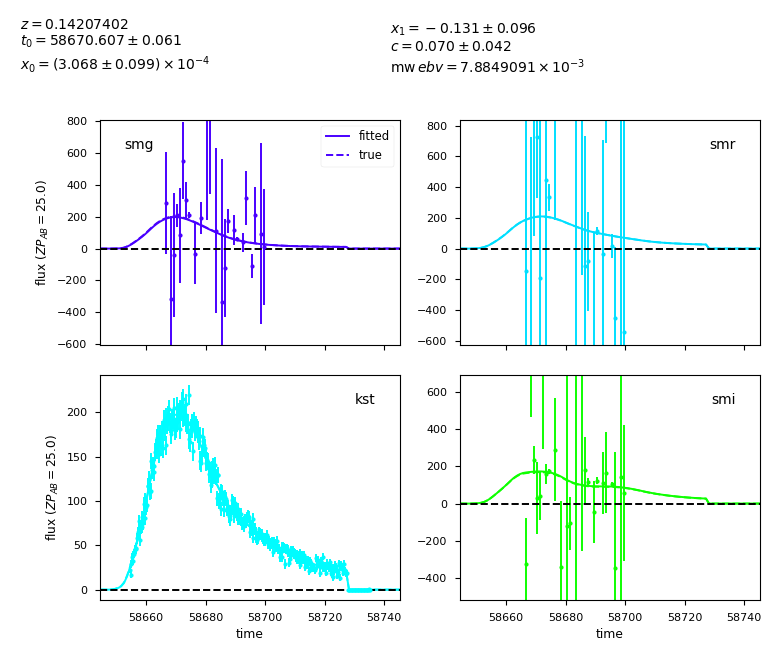 z = 0.14207402
t₀ = 58670.607 ± 0.061
x₀ = (3.068 ± 0.099) × 10⁻⁴
x₁ = −0.131 ± 0.096
c = 0.070 ± 0.042
mw ebv = 7.8849091 × 10⁻³
smg
fitted
true
800
600
400
200
0
−200
−400
−600
flux (ZP_AB = 25.0)
smr
800
600
400
200
0
−200
−400
−600
kst
200
150
100
50
0
flux (ZP_AB = 25.0)
58660 58680 58700 58720 58740
time
smi
600
400
200
0
−200
−400
58660 58680 58700 58720 58740
time